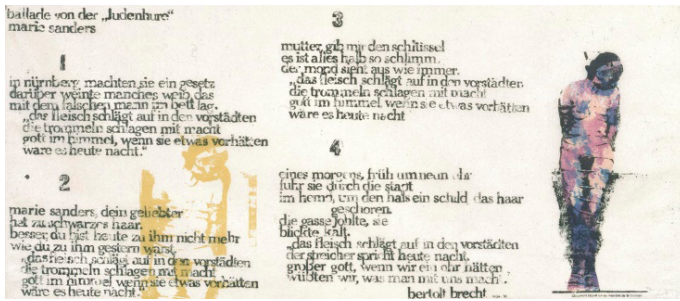 ballade von der „Judenhure“
marie sanders
1
in nürnberg machten sie ein gesetz
darüber weinte manches weib, das
mit dem falschen mann im bett lag.
„das fleisch schlägt auf in den vorstädten
die trommeln schlagen mit macht
gott im himmel, wenn sie etwas vorhätten
wäre es heute nacht.“
2
marie sanders, dein geliebter
hat zu schwarzes haar.
besser, du bist heute zu ihm nicht mehr
wie du zu ihm gestern warst.
„das fleisch schlägt auf in den vorstädten
die trommeln schlagen mit macht
gott im himmel wenn sie etwas vorhätten
wäre es heute nacht.“
3
mutter, gib mir den schlüssel
es ist alles halb so schlimm.
der mond sieht aus wie immer.
„das fleisch schlägt auf in den vorstädten
die trommeln schlagen mit macht
gott im himmel wenn sie etwas vorhätten
wäre es heute nacht
4
eines morgens, früh um neun uhr
fuhr sie durch die stadt
im hemd, um den hals ein schild, das haar
geschoren.
die gasse johlte, sie
blickte kalt.
„das fleisch schlägt auf in den vorstädten
der streicher spricht heute nacht.
großer gott, wenn wir ein ohr hätten
wüßten wir, was man mit uns macht“.
bertolt brecht